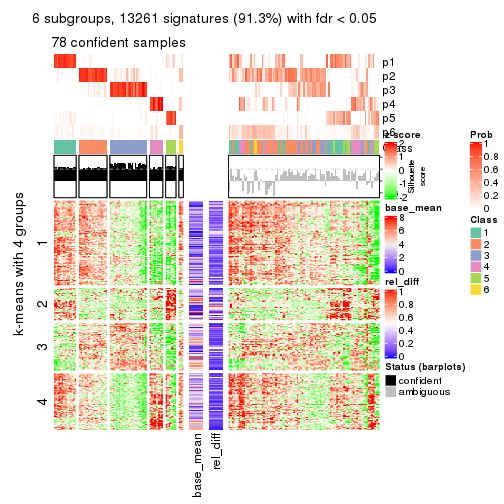 6 subgroups, 13261 signatures (91.3%) with fdr < 0.05
78 confident samples
p1
p2
p3
p4
p5
p6
Class
Silhouette
score
k-means with 4 groups
1
2
3
4
base_mean
rel_diff
z-score
2
1
0
-1
-2
base_mean
8
6
4
2
0
rel_diff
1
0.8
0.6
0.4
0.2
0
Status (barplots)
confident
ambiguous
Prob
1
0.8
0.6
0.4
0.2
0
Class
1
2
3
4
5
6